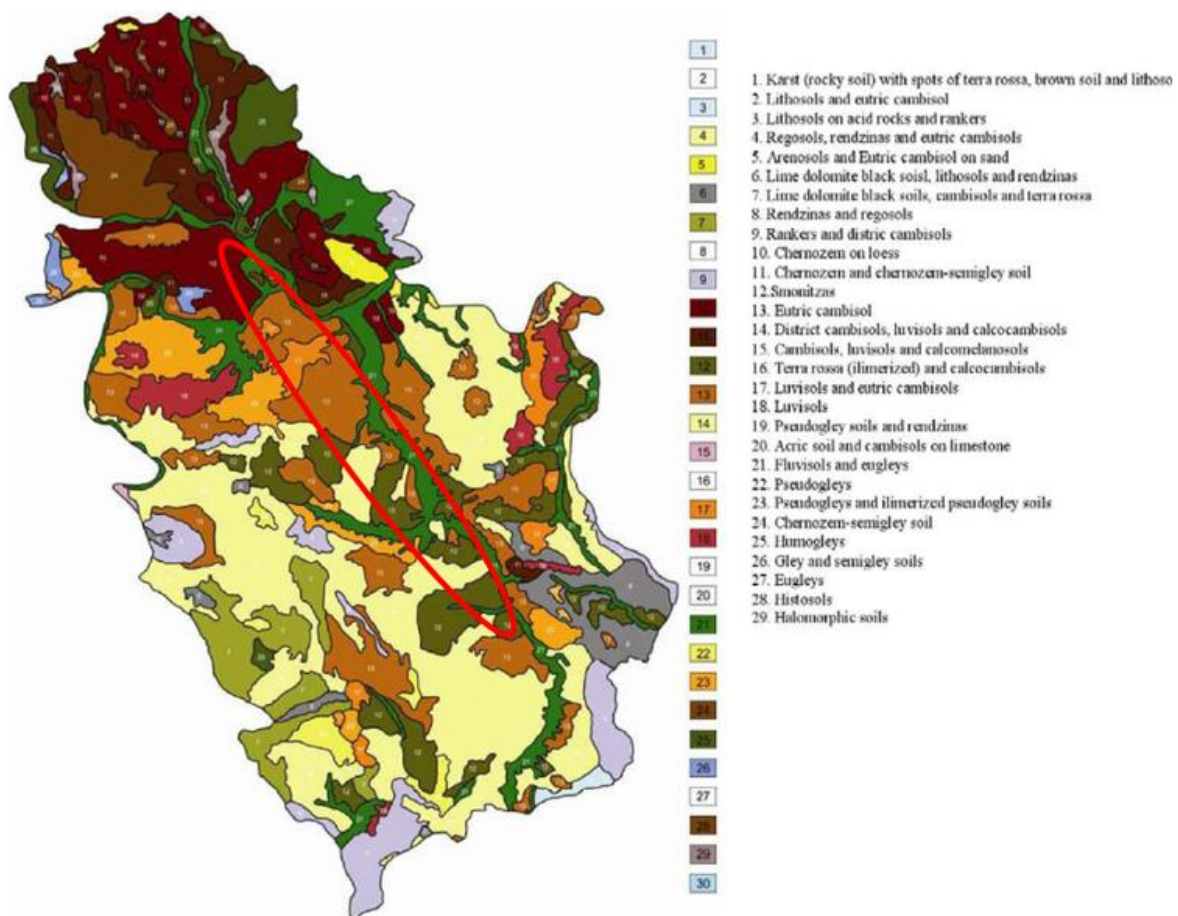 1
2
3
4
5
6
7
8
9
10
12
13
14
15
16
17
18
19
20
21
22
23
24
25
26
27
28
29
30
1. Karst (rocky soil) with spots of terra rossa, brown soil and lithoso
2. Lithosols and eutric cambisol
3. Lithosols on acid rocks and rankers
4. Regosols, rendzinas and eutric cambisols
5. Arenosols and Eutric cambisol on sand
6. Lime dolomite black soisl, lithosols and rendzinas
7. Lime dolomite black soils, cambisols and terra rossa
8. Rendzinas and regosols
9. Rankers and distric cambisols
10. Chernozem on loess
11. Chernozem and chernozem-semigley soil
12.Smonitzas
13. Eutric cambisol
14. District cambisols, luvisols and calcocambisols
15. Cambisols, luvisols and calcomelanosols
16. Terra rossa (ilimerized) and calcocambisols
17. Luvisols and eutric cambisols
18. Luvisols
19. Pseudogley soils and rendzinas
20. Acric soil and cambisols on limestone
21. Fluvisols and eugleys
22. Pseudogleys
23. Pseudogleys and ilimerized pseudogley soils
24. Chernozem-semigley soil
25. Humogleys
26. Gley and semigley soils
27. Eugleys
28. Histosols
29. Halomorphic soils